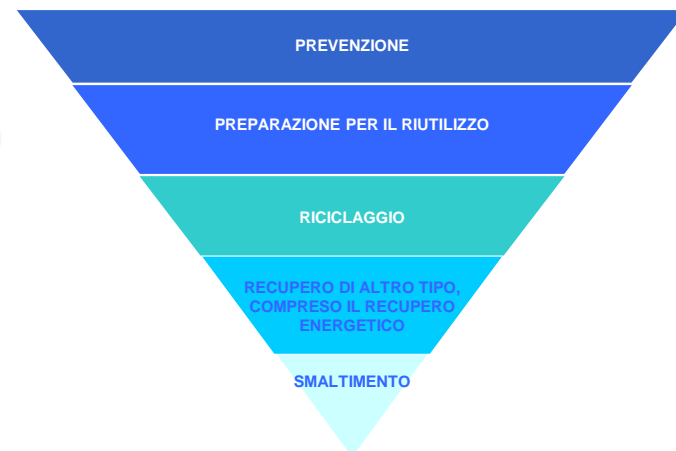 PREVENZIONE
PREPARAZIONE PER IL RIUTILIZZO
RICICLAGGIO
RECUPERO DI ALTRO TIPO,
COMPRESO IL RECUPERO
ENERGETICO
SMALTIMENTO